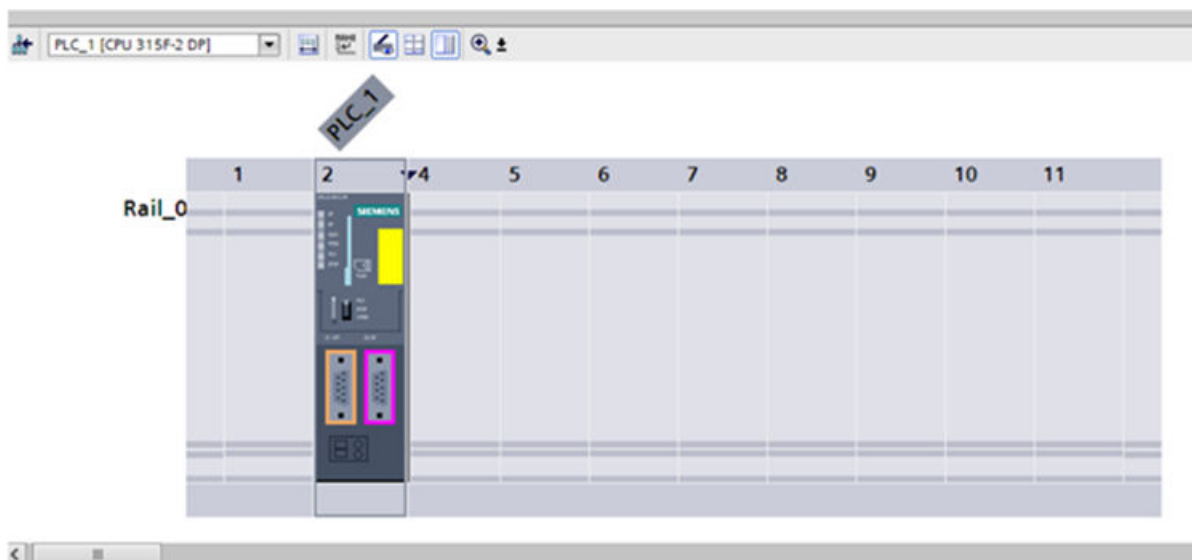 PLC_1 [CPU 315F-2 DP]
PLC_1
1 2 4 5 6 7 8 9 10 11
Rail_0
SIEMENS